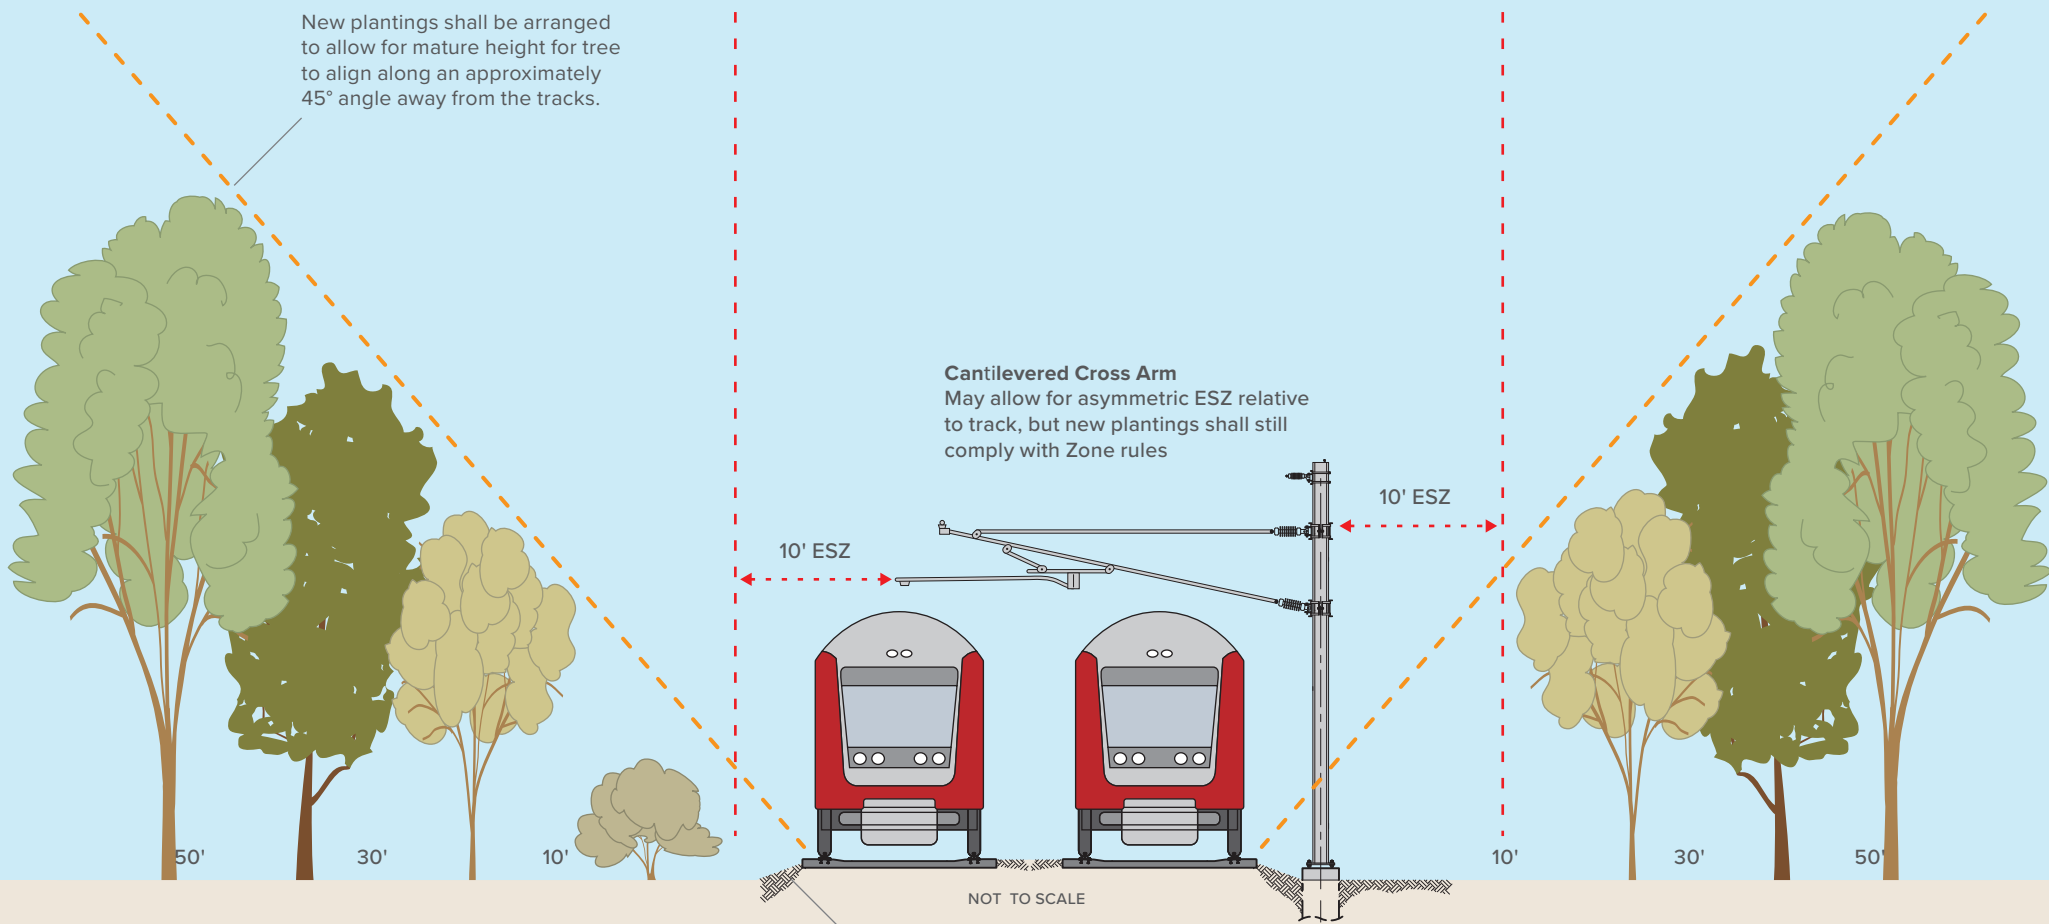 New plantings shall be arranged
to allow for mature height for tree
to align along an approximately
45° angle away from the tracks.
Cantilevered Cross Arm
May allow for asymmetric ESZ relative
to track, but new plantings shall still
comply with Zone rules
10' ESZ
10' ESZ
50'
30'
10'
10'
30'
50'
NOT TO SCALE